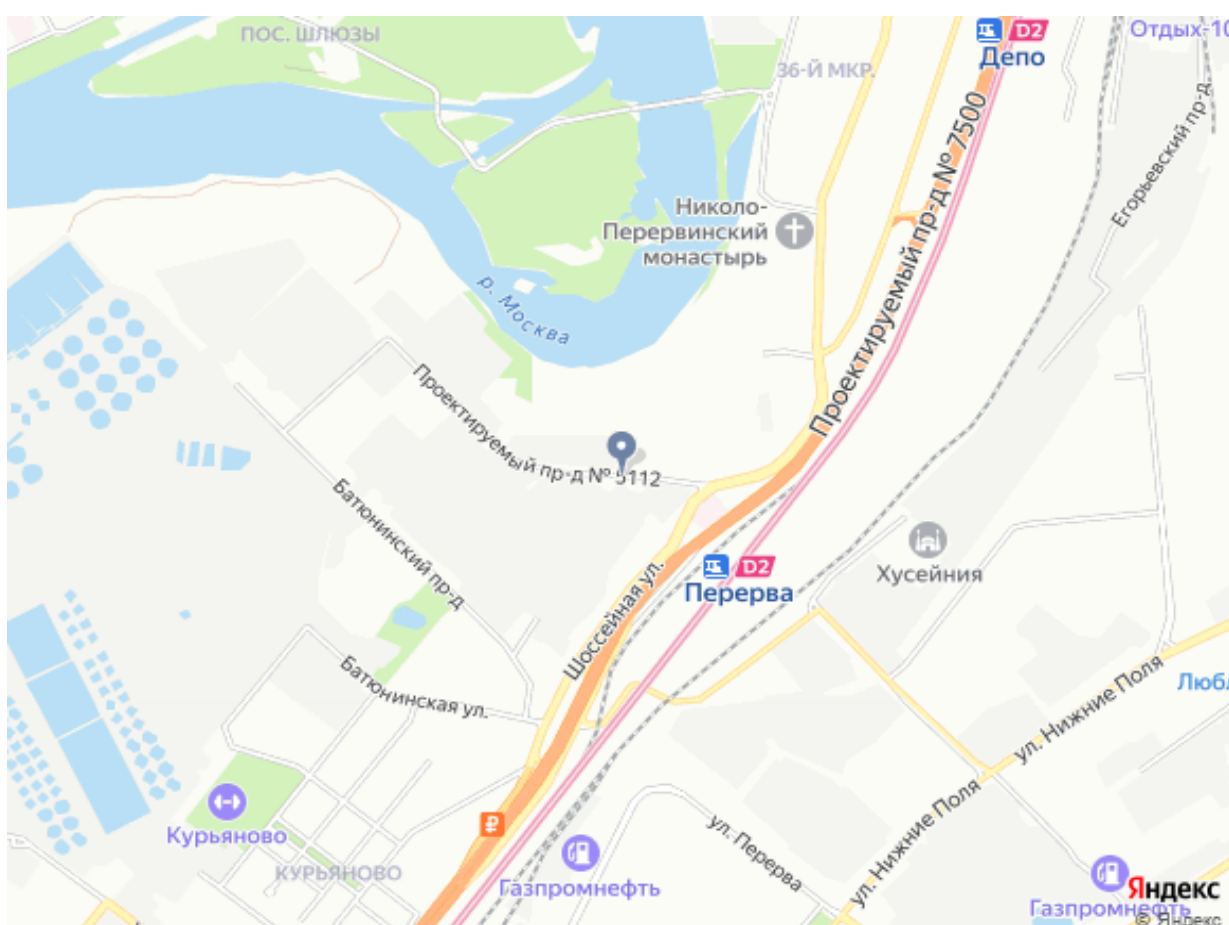 ПОС. ШЛЮЗЫ
D2
Депо
Отдых-10
36-Й МКР.
Проектируемый пр-д № 7500
Егорьевский пр-д
Николо-
Перервинский
монастырь
р. Москва
Проектируемый пр-д № 5112
Батюнинский пр-д
D2
Перерва
Хусейния
Шоссейная ул.
Батюнинская ул.
Любл
ул. Нижние Поля
Курьяново
КУРЬЯНОВО
₽
Газпромнефть
ул. Перерва
ул. Нижние Поля
Газпромнефть
Яндекс
© Яндекс